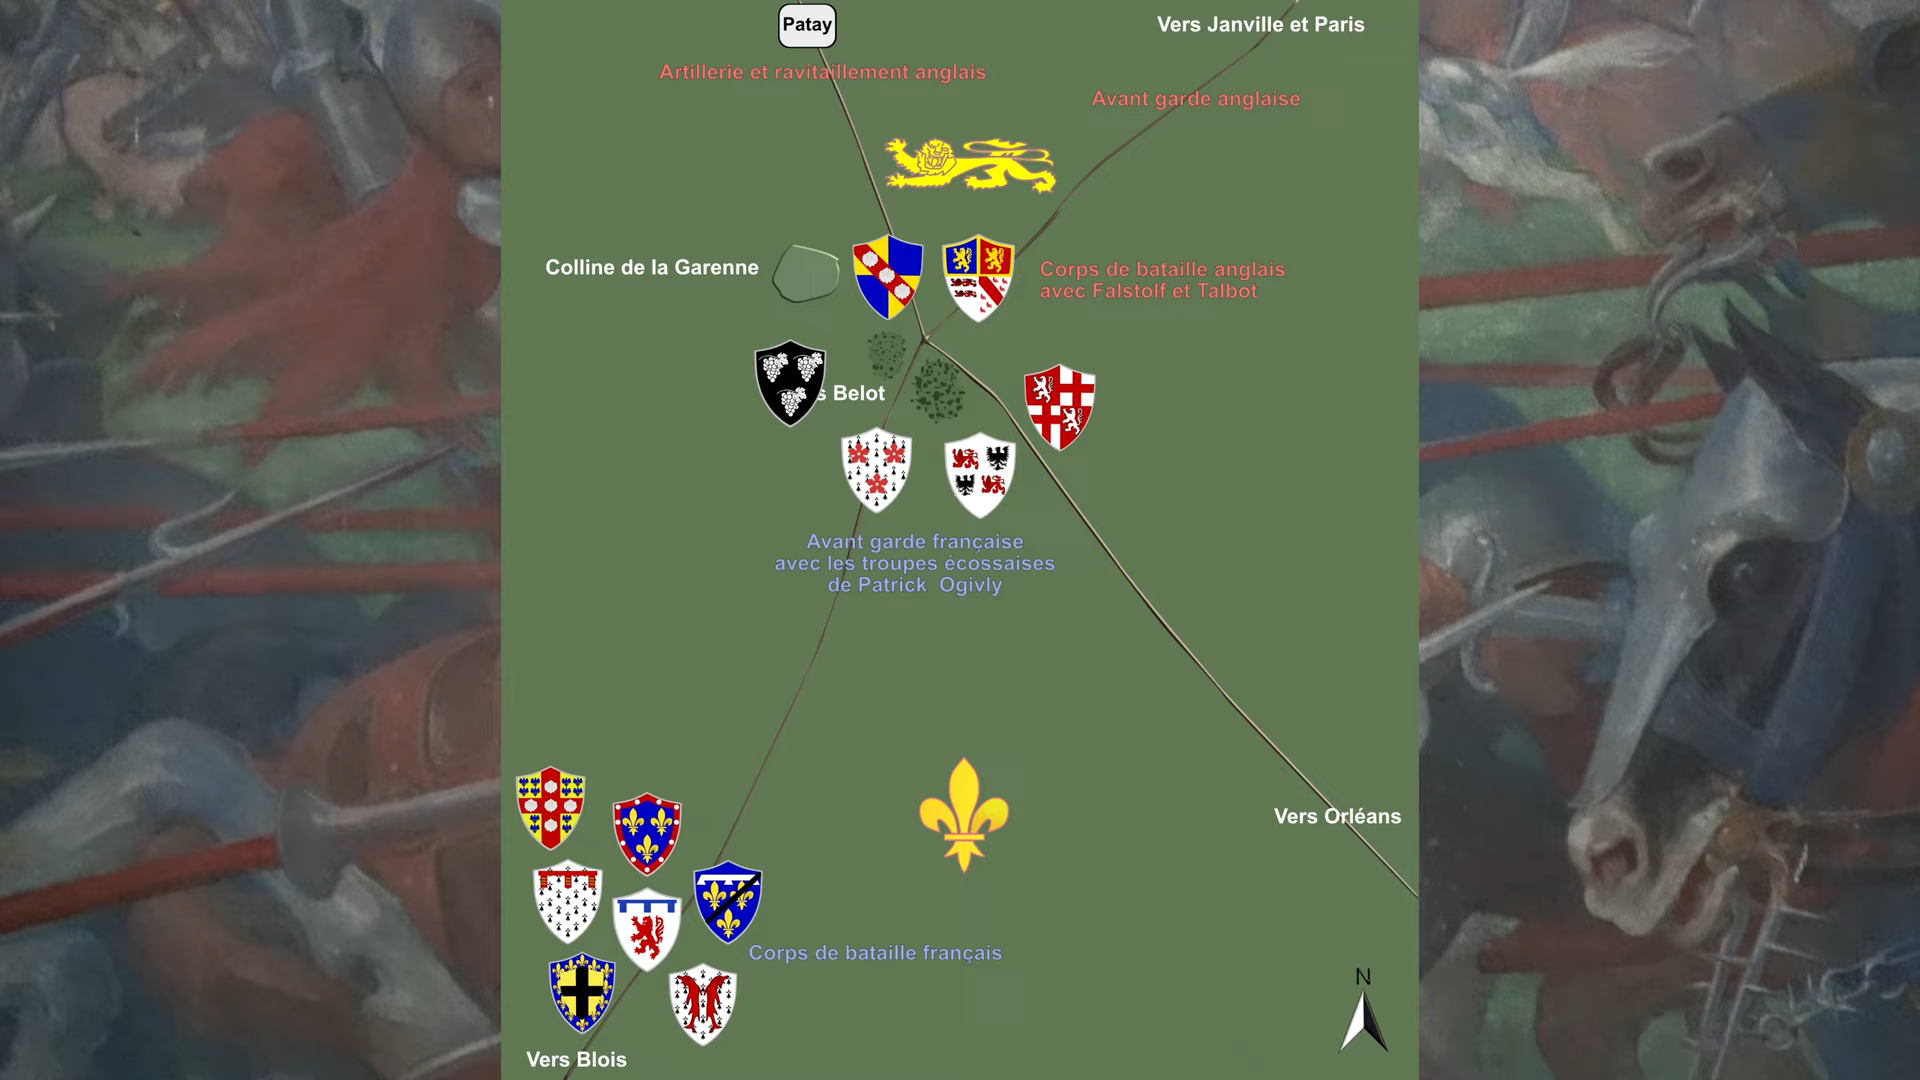 Patay
Vers Janville et Paris
Artillerie et ravitaillement anglais
Avant garde anglaise
Colline de la Garenne
Corps de bataille anglais
avec Falstolf et Talbot
Belot
Avant garde française
avec les troupes écossaises
de Patrick Ogivly
Vers Orléans
Corps de bataille français
N
Vers Blois